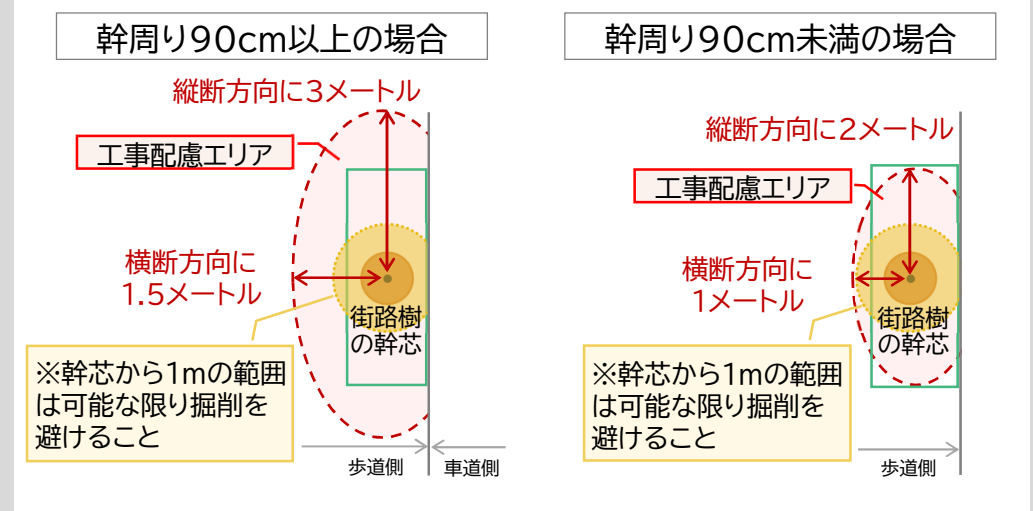 幹周り90cm以上の場合
縦断方向に3メートル
工事配慮エリア
横断方向に
1.5メートル
街路樹
の幹芯
※幹芯から1mの範囲
は可能な限り掘削を
避けること
歩道側
車道側
幹周り90cm未満の場合
縦断方向に2メートル
工事配慮エリア
横断方向に
1メートル
街路樹
の幹芯
※幹芯から1mの範囲
は可能な限り掘削を
避けること
歩道側